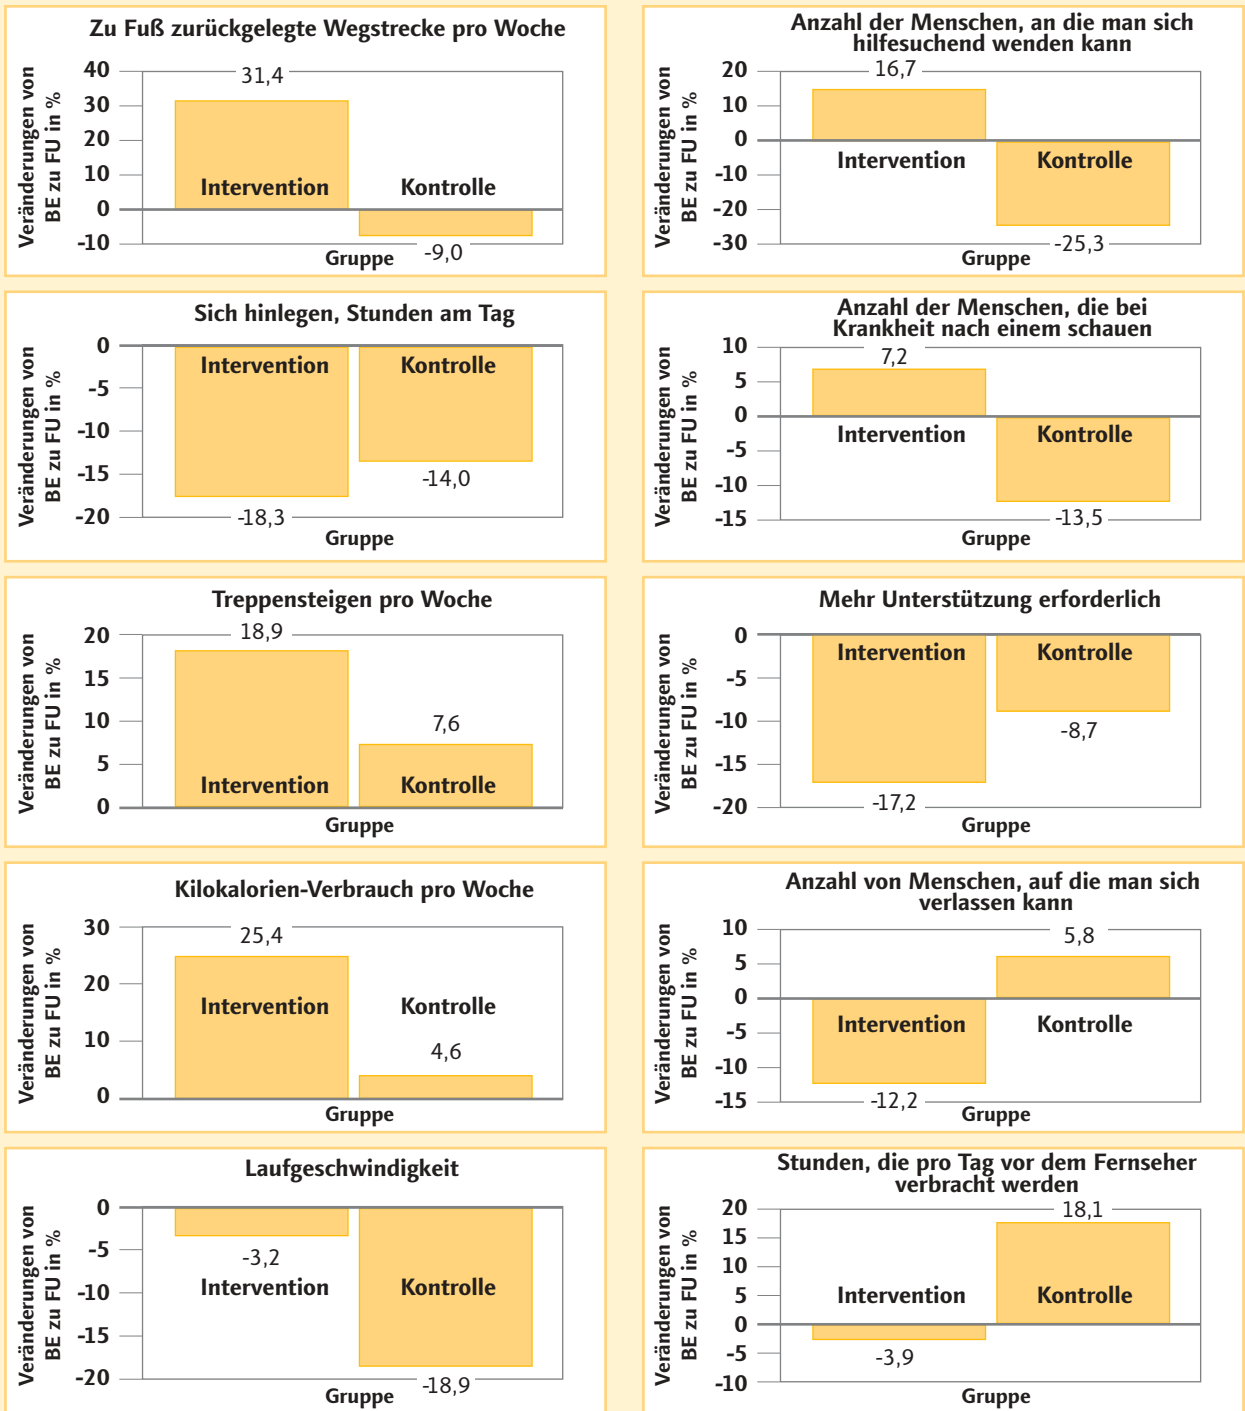 Zu Fuß zurückgelegte Wegstrecke pro Woche
Veränderungen von
BE zu FU in %
40
30
20
10
0
-10
31,4
Intervention
Kontrolle
-9,0
Gruppe
Anzahl der Menschen, an die man sich
hilfesuchend wenden kann
Veränderungen von
BE zu FU in %
20
10
0
-10
-20
-30
16,7
Intervention
Kontrolle
-25,3
Gruppe
Sich hinlegen, Stunden am Tag
Veränderungen von
BE zu FU in %
0
-5
-10
-15
-20
Intervention
Kontrolle
-14,0
-18,3
Gruppe
Anzahl der Menschen, die bei
Krankheit nach einem schauen
Veränderungen von
BE zu FU in %
10
5
0
-5
-10
-15
7,2
Intervention
Kontrolle
-13,5
Gruppe
Treppensteigen pro Woche
Veränderungen von
BE zu FU in %
20
15
10
5
0
18,9
7,6
Intervention
Kontrolle
Gruppe
Mehr Unterstützung erforderlich
Veränderungen von
BE zu FU in %
0
-5
-10
-15
-20
Intervention
Kontrolle
-8,7
-17,2
Gruppe
Kilokalorien-Verbrauch pro Woche
Veränderungen von
BE zu FU in %
30
20
10
0
25,4
Intervention
Kontrolle
4,6
Gruppe
Anzahl von Menschen, auf die man sich
verlassen kann
Veränderungen von
BE zu FU in %
10
5
0
-5
-10
-15
5,8
Intervention
Kontrolle
-12,2
Gruppe
Laufgeschwindigkeit
Veränderungen von
BE zu FU in %
0
-5
-10
-15
-20
-3,2
Intervention
Kontrolle
-18,9
Gruppe
Stunden, die pro Tag vor dem Fernseher
verbracht werden
Veränderungen von
BE zu FU in %
20
15
10
5
0
-5
-10
18,1
Intervention
Kontrolle
-3,9
Gruppe